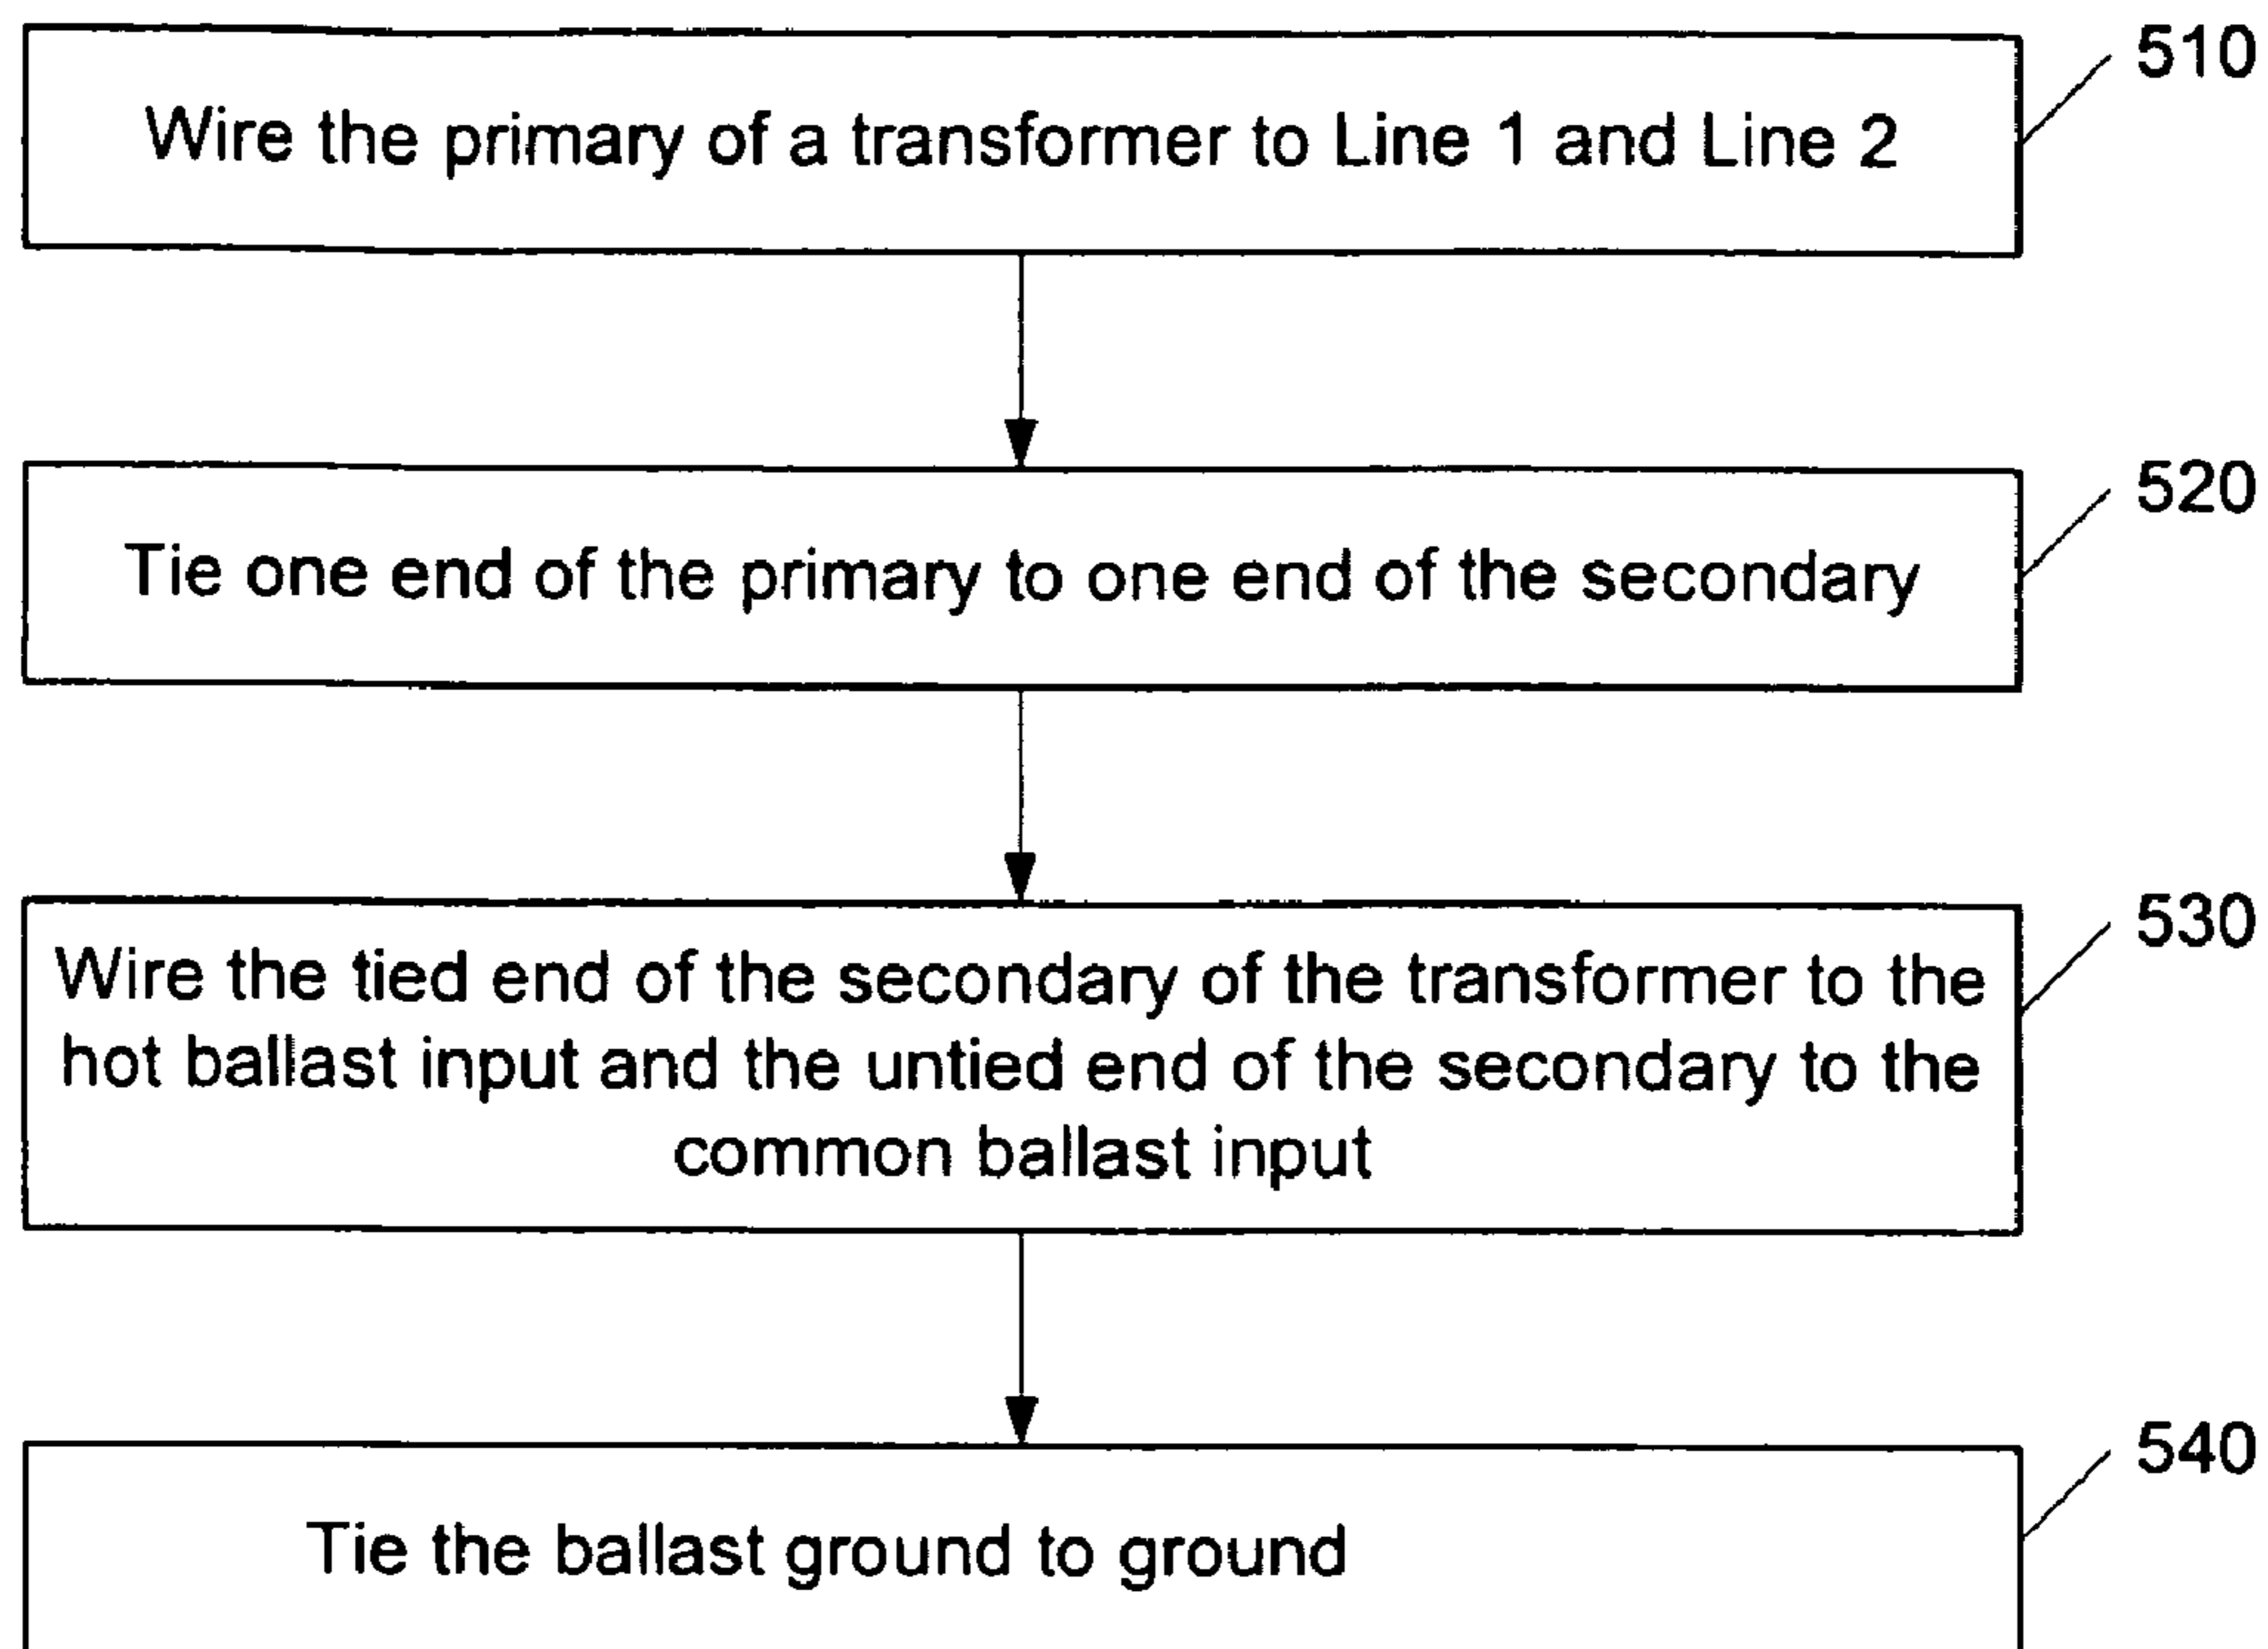 510
Wire the primary of a transformer to Line 1 and Line 2
520
Tie one end of the primary to one end of the secondary
530
Wire the tied end of the secondary of the transformer to the
hot ballast input and the untied end of the secondary to the
common ballast input
540
Tie the ballast ground to ground